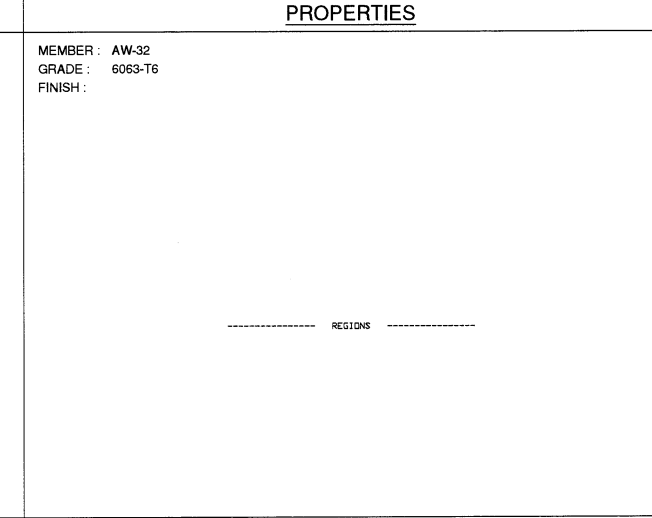 PROPERTIES
MEMBER : AW-32
GRADE : 6063-T6
FINISH :
---------------- REGIONS ----------------